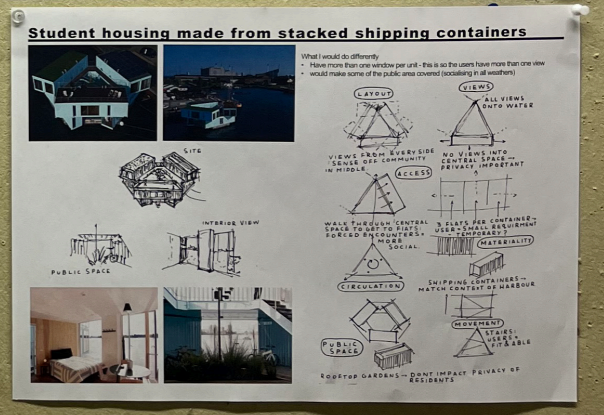 Student housing made from stacked shipping containers
What I would do differently
• Have more than one window per unit - this is so the users have more than one view
• would make some of the public area covered (socialising in all weathers)
LAYOUT
VIEWS FROM EVERY SIDE
SENSE OFF COMMUNITY
IN MIDDLE
VIEWS
ALL VIEWS
ONTO WATER
NO VIEWS INTO
CENTRAL SPACE →
PRIVACY IMPORTANT
SITE
ACCESS
WALK THROUGH CENTRAL
SPACE TO GET TO FLATS:
FORCED ENCOUNTERS =
MORE
SOCIAL
3 FLATS PER CONTAINER →
USER = SMALL REQUIREMENT
- TEMPORARY?
INTERIOR VIEW
PUBLIC SPACE
MATERIALITY
SHIPPING CONTAINERS →
MATCH CONTEXT OF HARBOUR
CIRCULATION
PUBLIC
SPACE
ROOFTOP GARDENS → DONT IMPACT PRIVACY OF
RESIDENTS
MOVEMENT
STAIRS:
USERS =
FIT & ABLE